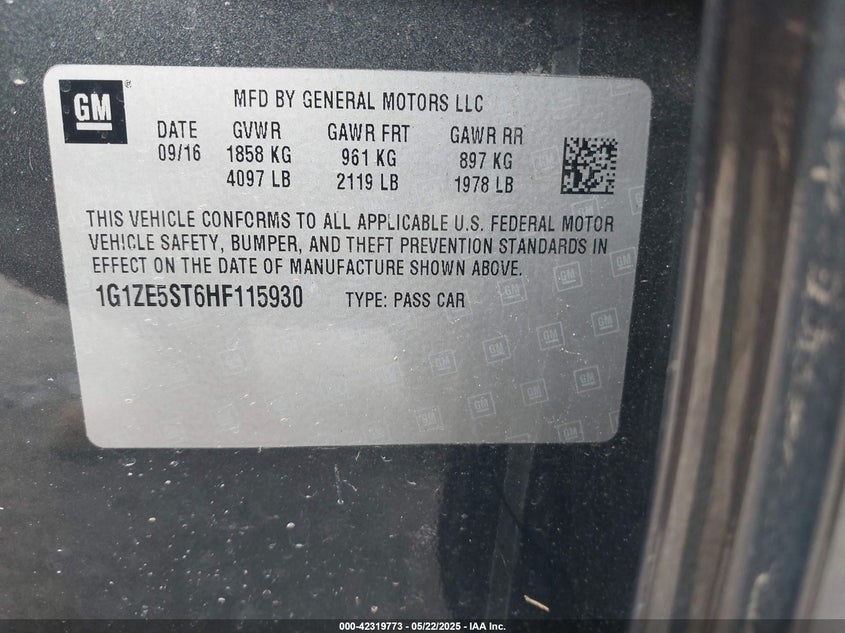 GM
MFD BY GENERAL MOTORS LLC
DATE GVWR GAWR FRT GAWR RR
09/16 1858 KG 961 KG 897 KG
4097 LB 2119 LB 1978 LB
THIS VEHICLE CONFORMS TO ALL APPLICABLE U.S. FEDERAL MOTOR
VEHICLE SAFETY, BUMPER, AND THEFT PREVENTION STANDARDS IN
EFFECT ON THE DATE OF MANUFACTURE SHOWN ABOVE.
1G1ZE5ST6HF115930 TYPE: PASS CAR
000-42319773 - 05/22/2025 - IAA Inc.